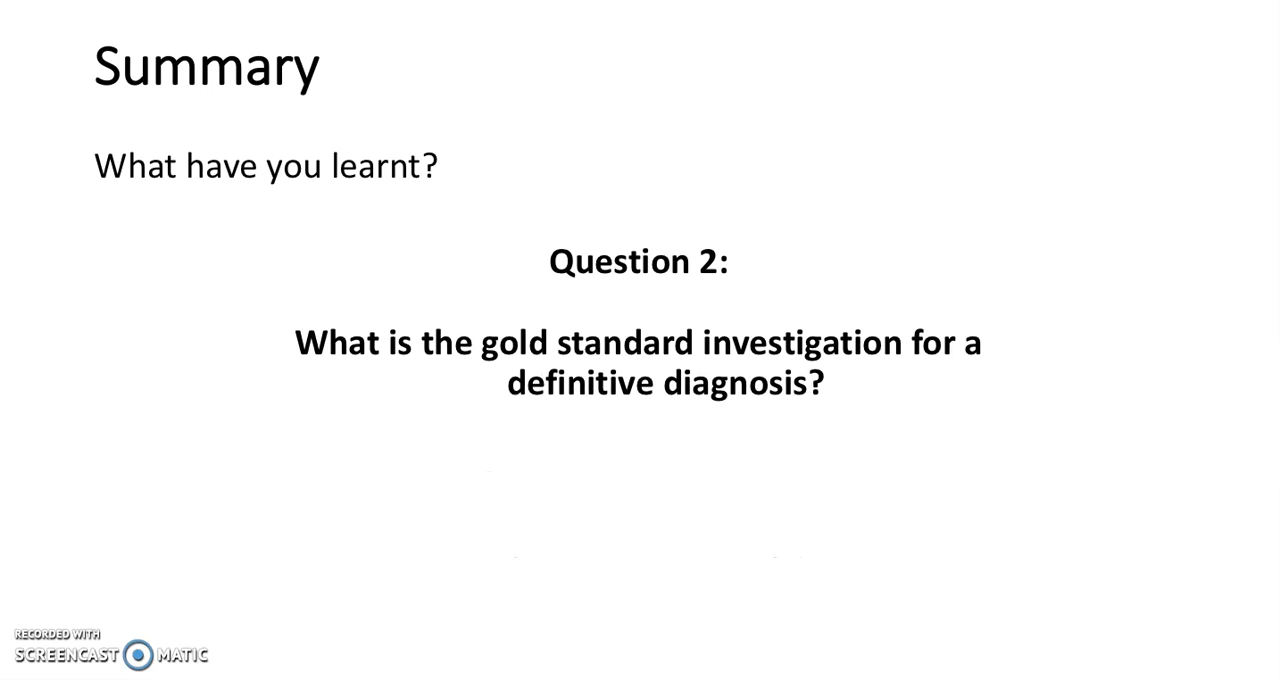 Summary
What have you learnt?
Question 2:
What is the gold standard investigation for a
definitive diagnosis?
RECORDED WITH
SCREENCAST MATIC